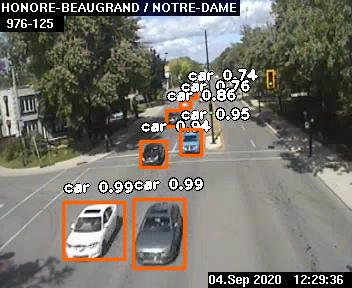 HONORE-BEAUGRAND / NOTRE-DAME
976-125
car 0.74
car 0.76
car 0.86
car 0.95
car 0.94
car 0.99
car 0.99
04.Sep 2020 12:29:36